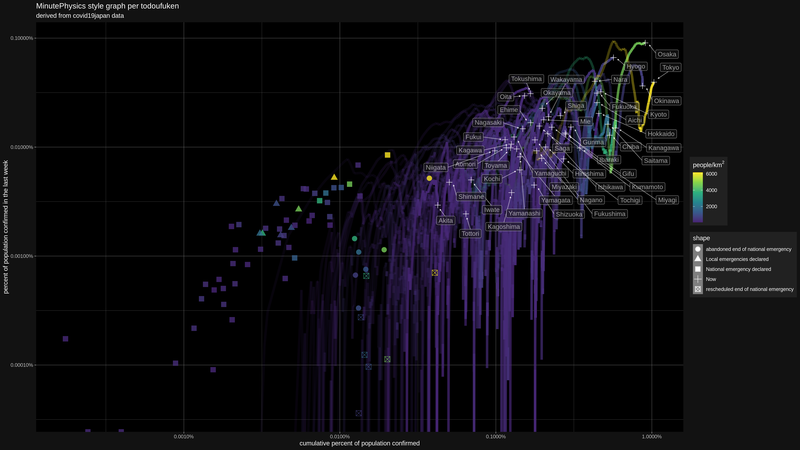 MinutePhysics style graph per todoufuken
derived from covid19japan data
percent of population confirmed in the last week
0.10000%
0.01000%
0.00100%
0.00010%
Osaka
Tokyo
Hyogo
Nara
Tokushima
Wakayama
Okayama
Oita
Ehime
Shiga
Fukuoka
Okinawa
Kyoto
Aichi
Nagasaki
Mie
Hokkaido
Fukui
Gunma
Kanagawa
Kagawa
Saga
Chiba
Niigata
Aomori
Toyama
Ibaraki
Saitama
Kochi
Yamaguchi
Hiroshima
Gifu
Shimane
Miyazaki
Ishikawa
Kumamoto
Iwate
Yamagata
Nagano
Tochigi
Miyagi
Akita
Yamanashi
Shizuoka
Fukushima
Tottori
Kagoshima
0.0010%
0.0100%
0.1000%
1.0000%
cumulative percent of population confirmed
people/km²
6000
4000
2000
shape
abandoned end of national emergency
Local emergencies declared
National emergency declared
Now
rescheduled end of national emergency